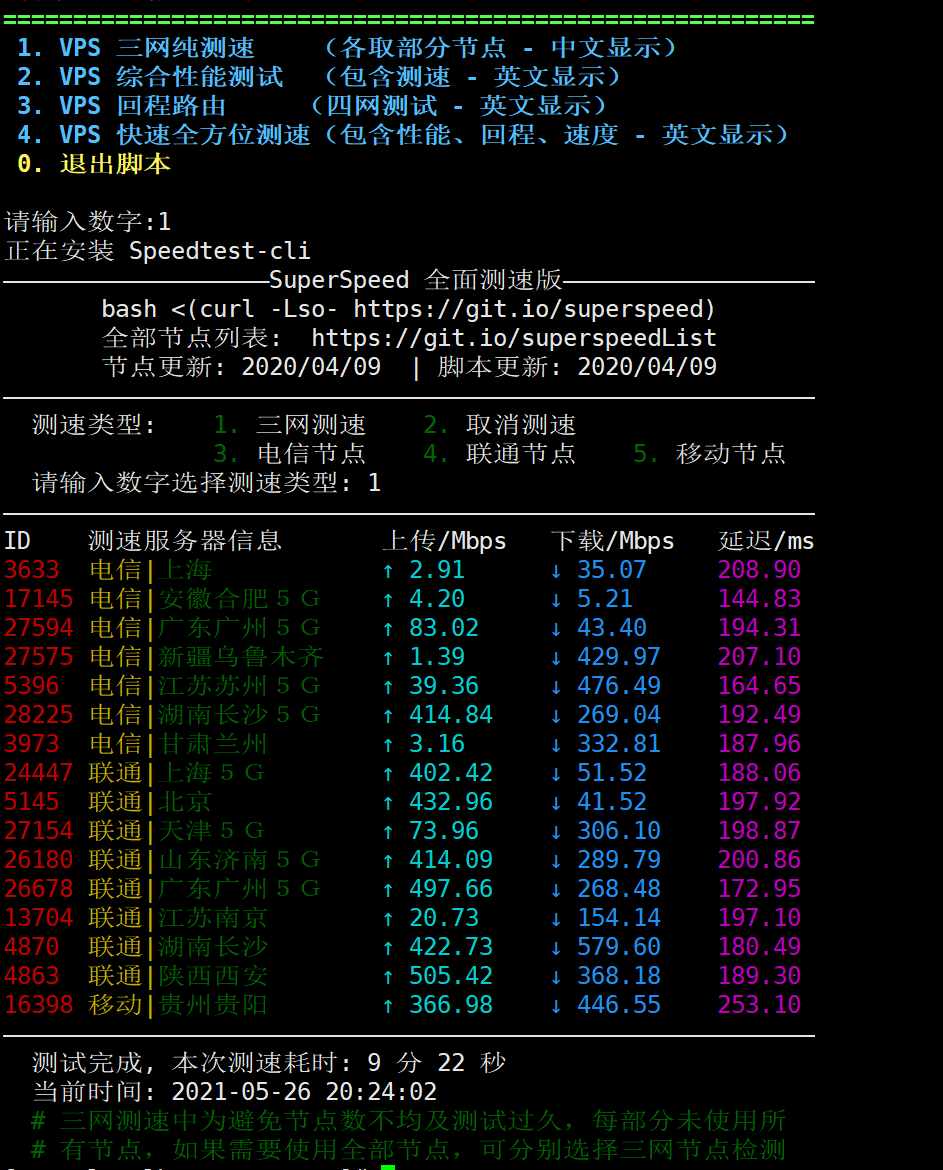 ==========================================================
1. VPS 三网纯测速 （各取部分节点 - 中文显示）
2. VPS 综合性能测试 （包含测速 - 英文显示）
3. VPS 回程路由 （四网测试 - 英文显示）
4. VPS 快速全方位测速（包含性能、回程、速度 - 英文显示）
0. 退出脚本
请输入数字:1
正在安装 Speedtest-cli
———————————————————SuperSpeed 全面测速版——————————————————
bash <(curl -Lso- https://git.io/superspeed)
全部节点列表: https://git.io/superspeedList
节点更新: 2020/04/09 | 脚本更新: 2020/04/09
测速类型: 1. 三网测速 2. 取消测速
3. 电信节点 4. 联通节点 5. 移动节点
请输入数字选择测速类型: 1
ID 测速服务器信息 上传/Mbps 下载/Mbps 延迟/ms
3633 电信|上海 ↑ 2.91 ↓ 35.07 208.90
17145 电信|安徽合肥５Ｇ ↑ 4.20 ↓ 5.21 144.83
27594 电信|广东广州５Ｇ ↑ 83.02 ↓ 43.40 194.31
27575 电信|新疆乌鲁木齐 ↑ 1.39 ↓ 429.97 207.10
5396 电信|江苏苏州５Ｇ ↑ 39.36 ↓ 476.49 164.65
28225 电信|湖南长沙５Ｇ ↑ 414.84 ↓ 269.04 192.49
3973 电信|甘肃兰州 ↑ 3.16 ↓ 332.81 187.96
24447 联通|上海５Ｇ ↑ 402.42 ↓ 51.52 188.06
5145 联通|北京 ↑ 432.96 ↓ 41.52 197.92
27154 联通|天津５Ｇ ↑ 73.96 ↓ 306.10 198.87
26180 联通|山东济南５Ｇ ↑ 414.09 ↓ 289.79 200.86
26678 联通|广东广州５Ｇ ↑ 497.66 ↓ 268.48 172.95
13704 联通|江苏南京 ↑ 20.73 ↓ 154.14 197.10
4870 联通|湖南长沙 ↑ 422.73 ↓ 579.60 180.49
4863 联通|陕西西安 ↑ 505.42 ↓ 368.18 189.30
16398 移动|贵州贵阳 ↑ 366.98 ↓ 446.55 253.10
测试完成, 本次测速耗时: 9 分 22 秒
当前时间: 2021-05-26 20:24:02
# 三网测速中为避免节点数不均及测试过久，每部分未使用所
# 有节点，如果需要使用全部节点，可分别选择三网节点检测